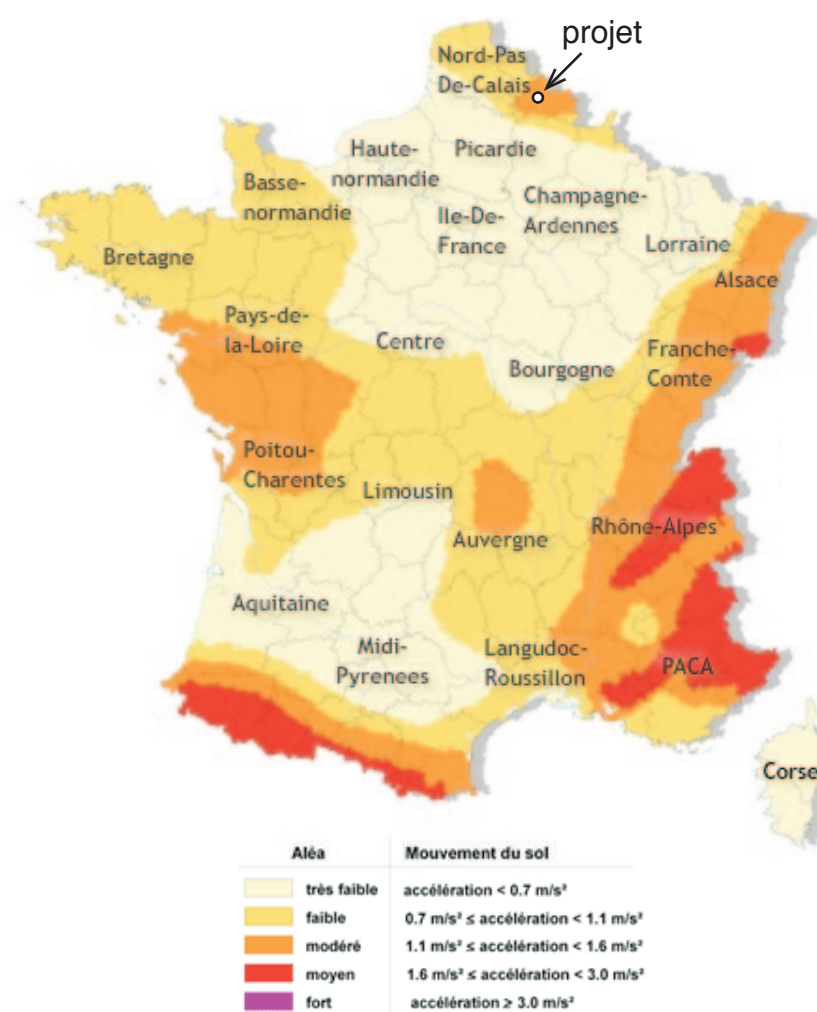 projet
Nord-Pas
De-Calais
Haute-
normandie
Picardie
Basse-
normandie
Champagne-
Ardennes
Ile-De-
France
Lorraine
Bretagne
Alsace
Pays-de-
la-Loire
Centre
Franche-
Comte
Bourgogne
Poitou-
Charentes
Limousin
Rhône-Alpes
Auvergne
Aquitaine
Midi-
Pyrenees
Langudoc-
Roussillon
PACA
Corse
Aléa Mouvement du sol
très faible accélération < 0.7 m/s²
faible 0.7 m/s² ≤ accélération < 1.1 m/s²
modéré 1.1 m/s² ≤ accélération < 1.6 m/s²
moyen 1.6 m/s² ≤ accélération < 3.0 m/s²
fort accélération ≥ 3.0 m/s²